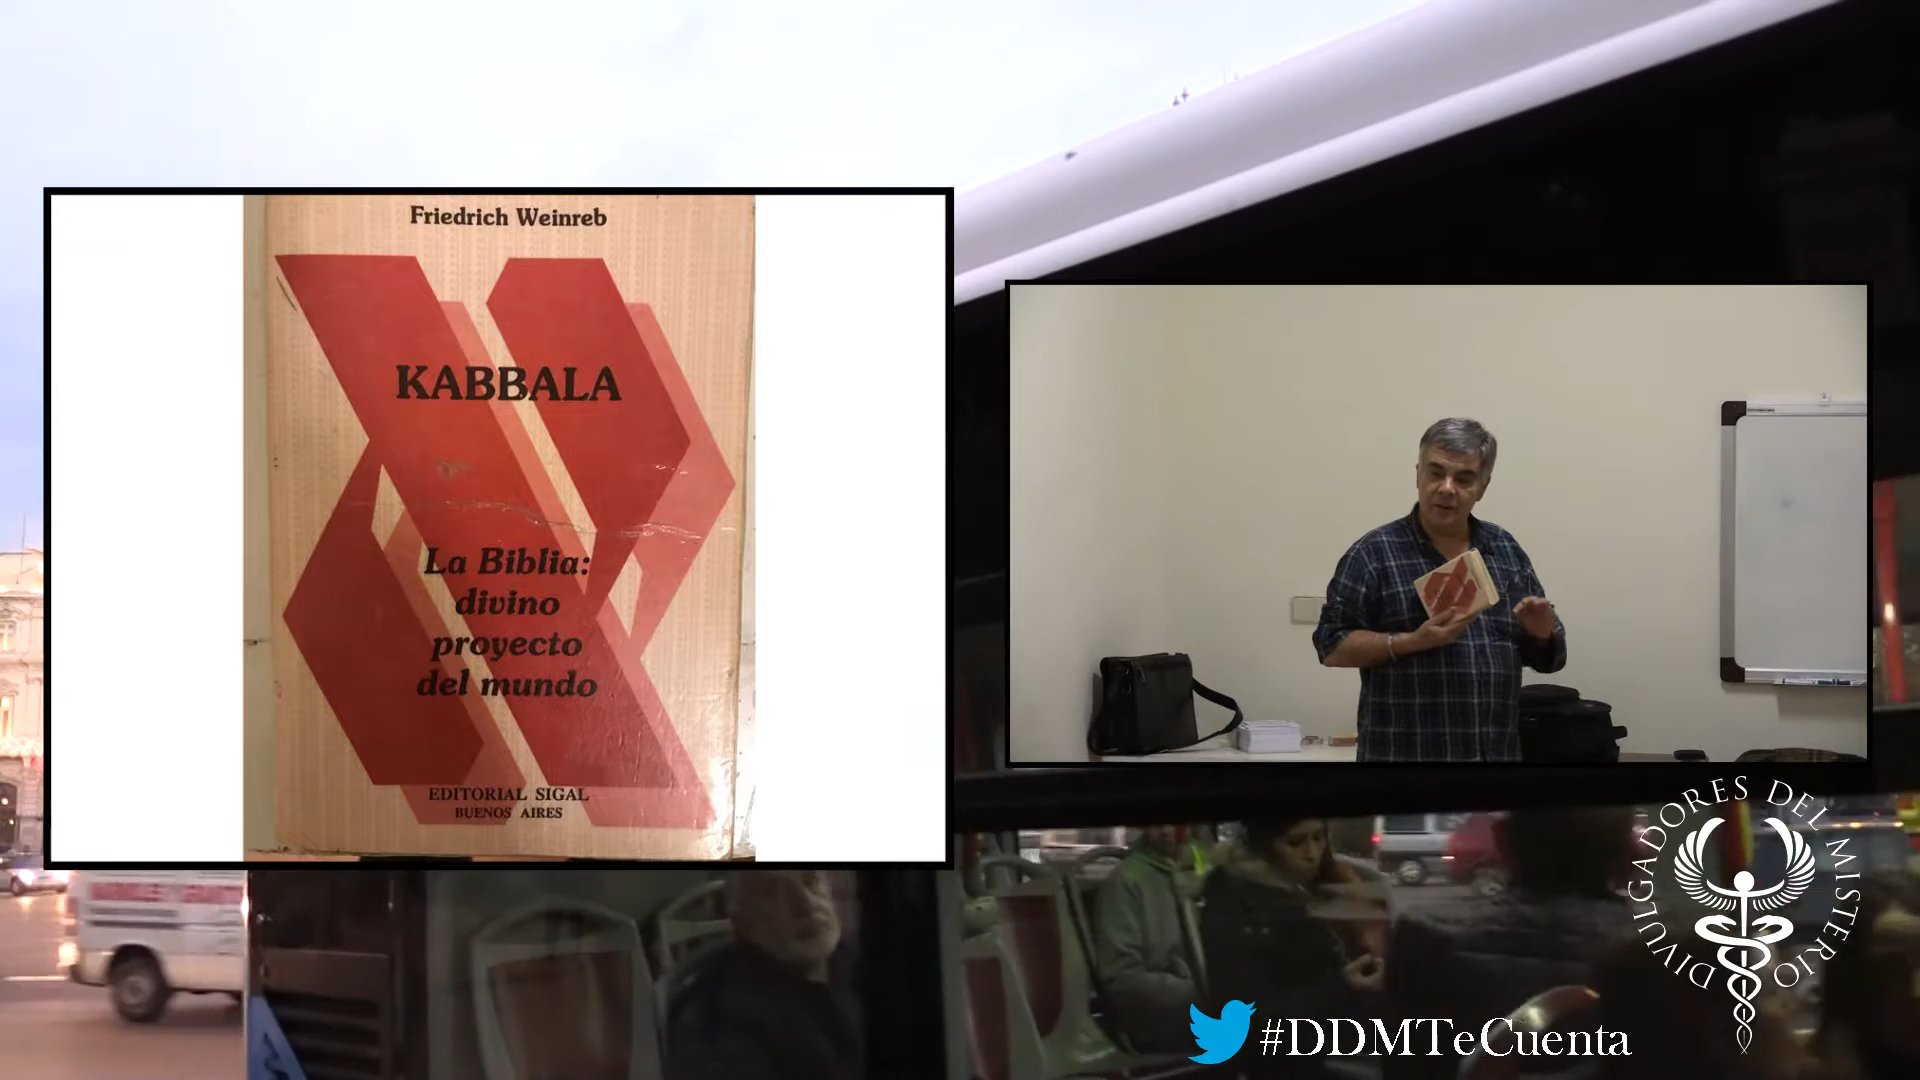 Friedrich Weinreb
KABBALA
La Biblia:
divino
proyecto
del mundo
EDITORIAL SIGAL
BUENOS AIRES
DIVULGADORES DEL MISTERIO
#DDMTeCuenta